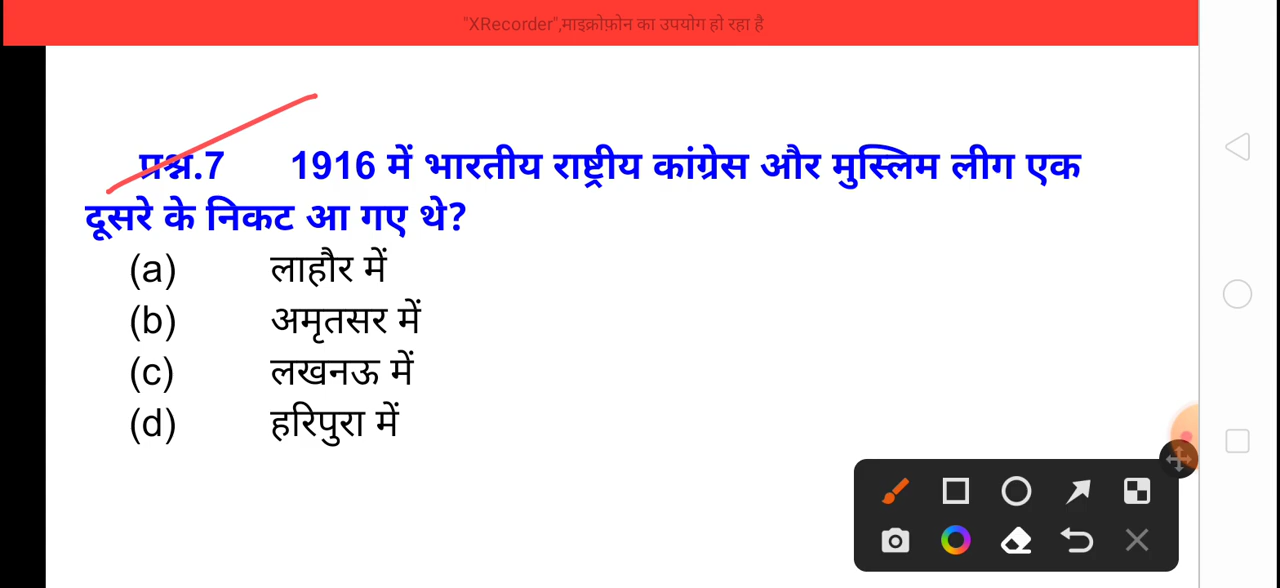 "XRecorder",माइक्रोफ़ोन का उपयोग हो रहा है
प्रश्न.7 1916 में भारतीय राष्ट्रीय कांग्रेस और मुस्लिम लीग एक
दूसरे के निकट आ गए थे?
(a) लाहौर में
(b) अमृतसर में
(c) लखनऊ में
(d) हरिपुरा में